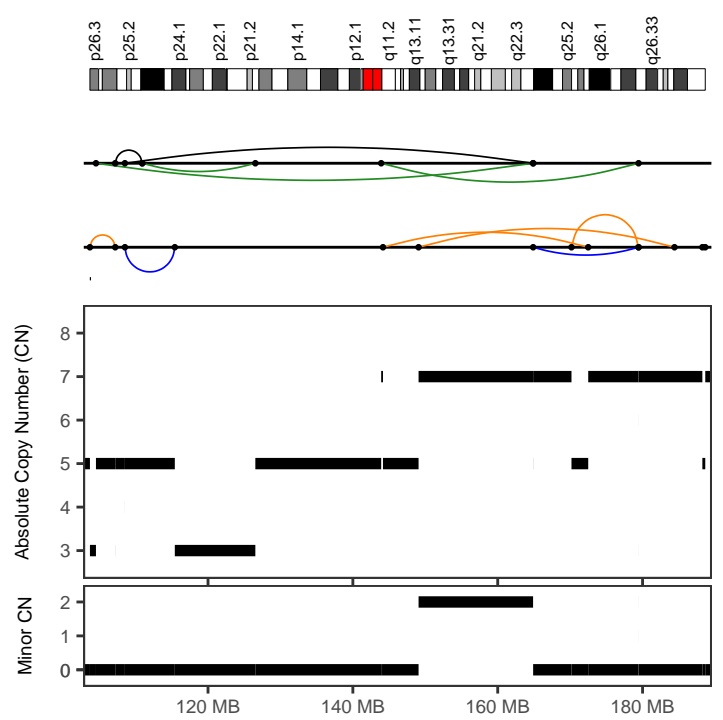 p26.3 p25.2 p24.1 p22.1 p21.2 p14.1 p12.1 q11.2 q13.11 q13.31 q21.2 q22.3 q25.2 q26.1 q26.33
Absolute Copy Number (CN)
8
7
6
5
4
3
Minor CN
2
1
0
120 MB 140 MB 160 MB 180 MB